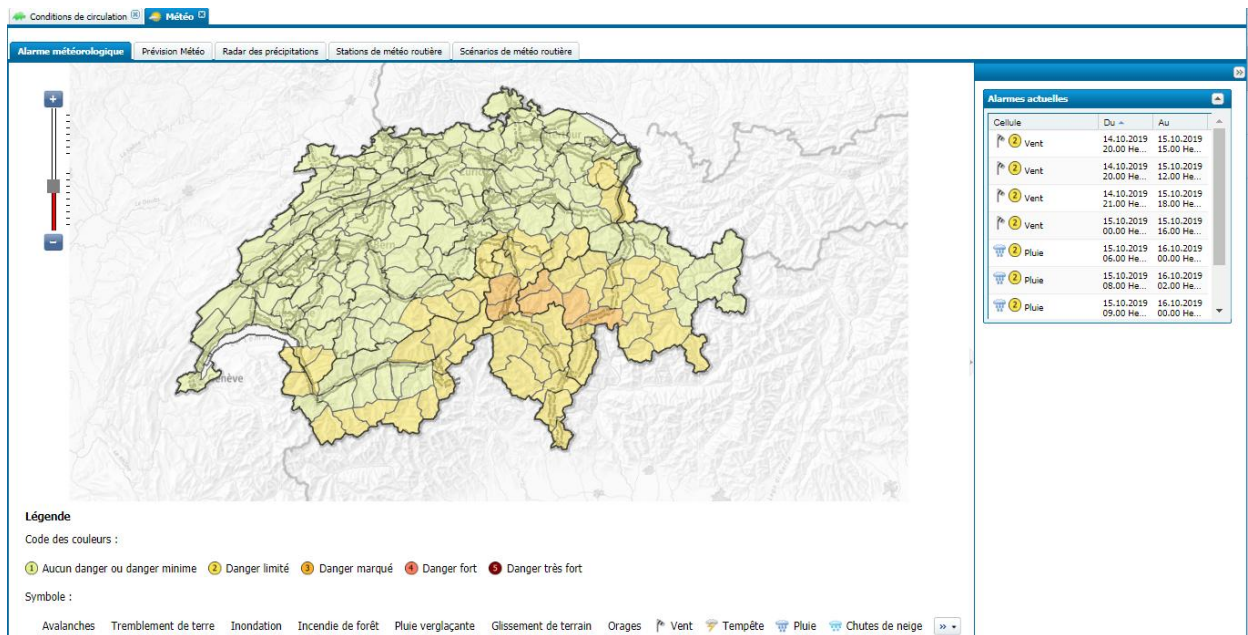 Conditions de circulation Météo
Alarme météorologique Prévision Météo Radar des précipitations Stations de météo routière Scénarios de météo routière
Alarmes actuelles
Cellule Du Au
2 Vent 14.10.2019 15.10.2019
20.00 He... 15.00 He...
2 Vent 14.10.2019 15.10.2019
20.00 He... 12.00 He...
2 Vent 14.10.2019 15.10.2019
21.00 He... 18.00 He...
2 Vent 15.10.2019 15.10.2019
00.00 He... 16.00 He...
2 Pluie 15.10.2019 16.10.2019
06.00 He... 00.00 He...
2 Pluie 15.10.2019 16.10.2019
08.00 He... 02.00 He...
2 Pluie 15.10.2019 16.10.2019
09.00 He... 00.00 He...
Légende
Code des couleurs :
1 Aucun danger ou danger minime 2 Danger limité 3 Danger marqué 4 Danger fort 5 Danger très fort
Symbole :
Avalanches Tremblement de terre Inondation Incendie de forêt Pluie verglaçante Glissement de terrain Orages Vent Tempête Pluie Chutes de neige